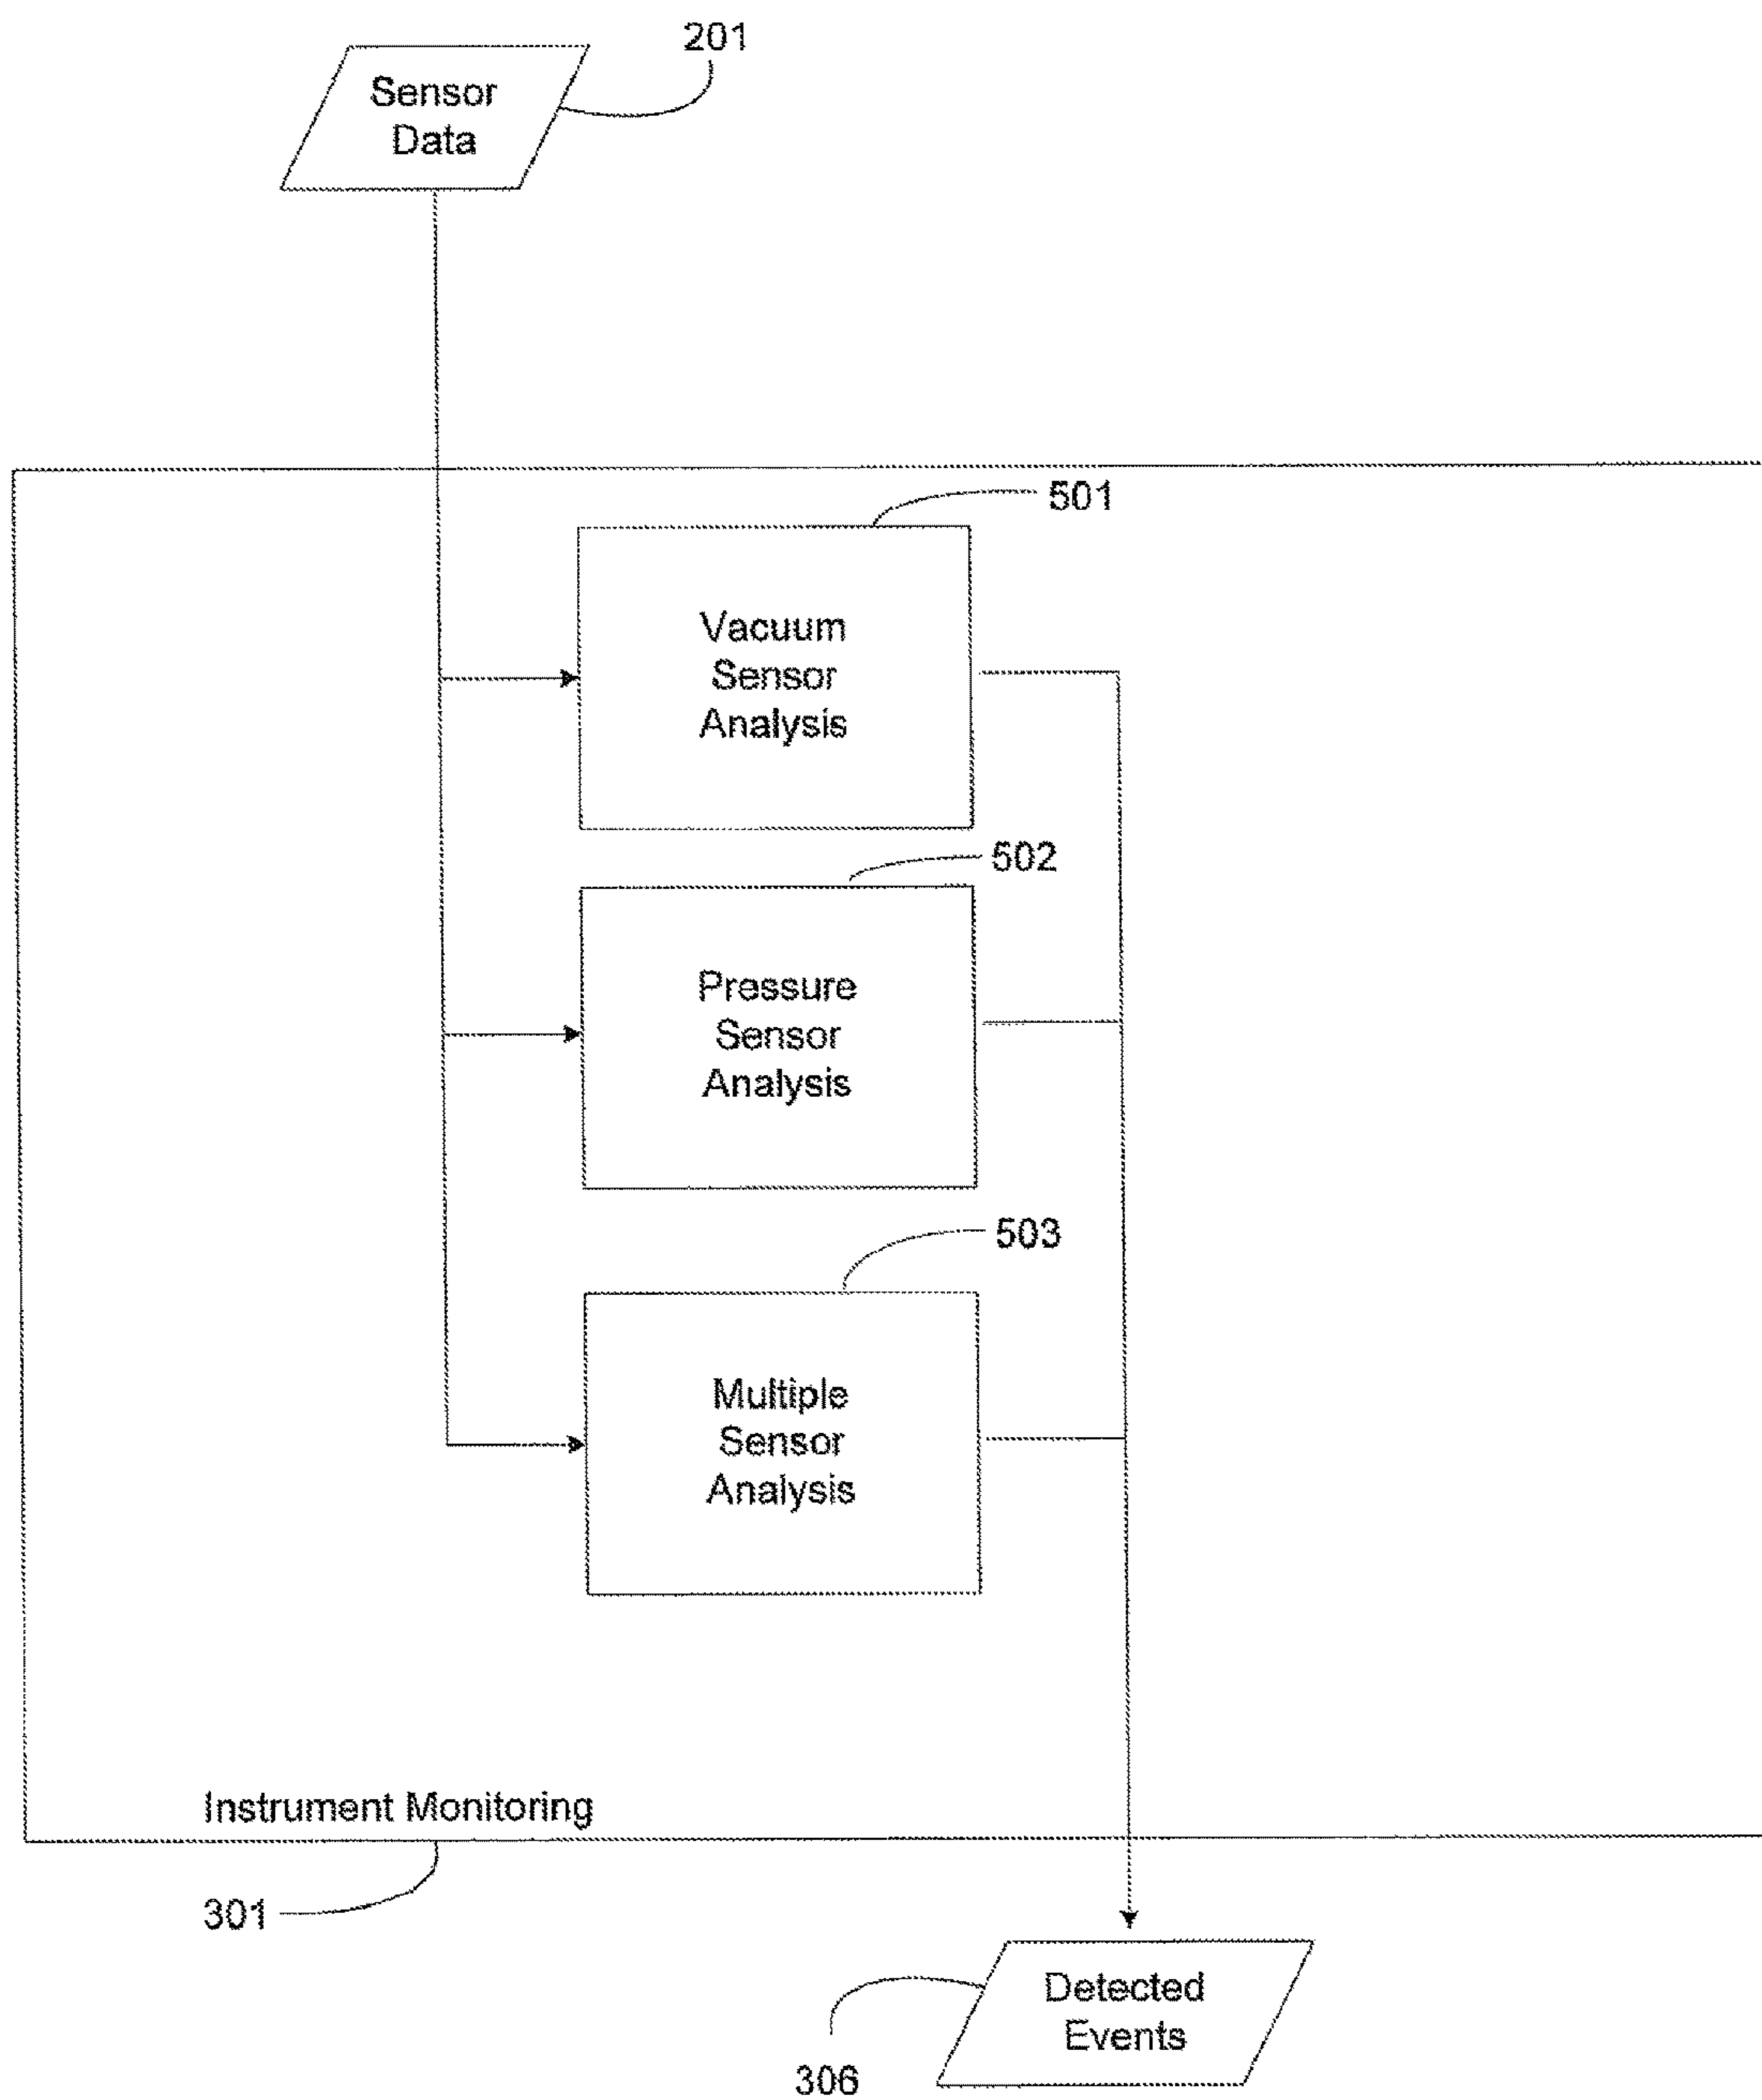 201
Sensor
Data
501
Vacuum
Sensor
Analysis
502
Pressure
Sensor
Analysis
503
Multiple
Sensor
Analysis
Instrument Monitoring
301
Detected
Events
306